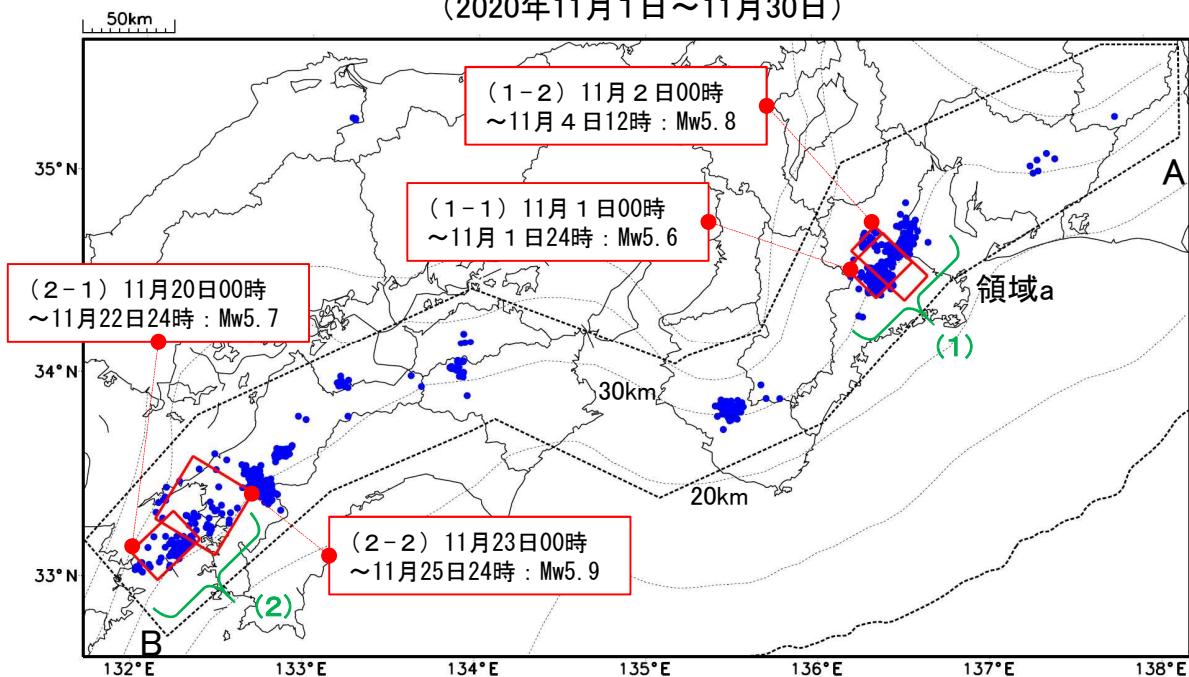 (2020年11月1日～11月30日)
50km
(1-2) 11月2日00時
～11月4日12時：Mw5.8
35°N
A
(1-1) 11月1日00時
～11月1日24時：Mw5.6
領域a
(2-1) 11月20日00時
～11月22日24時：Mw5.7
(1)
34°N
30km
20km
(2-2) 11月23日00時
～11月25日24時：Mw5.9
33°N
(2)
B
132°E 133°E 134°E 135°E 136°E 137°E 138°E